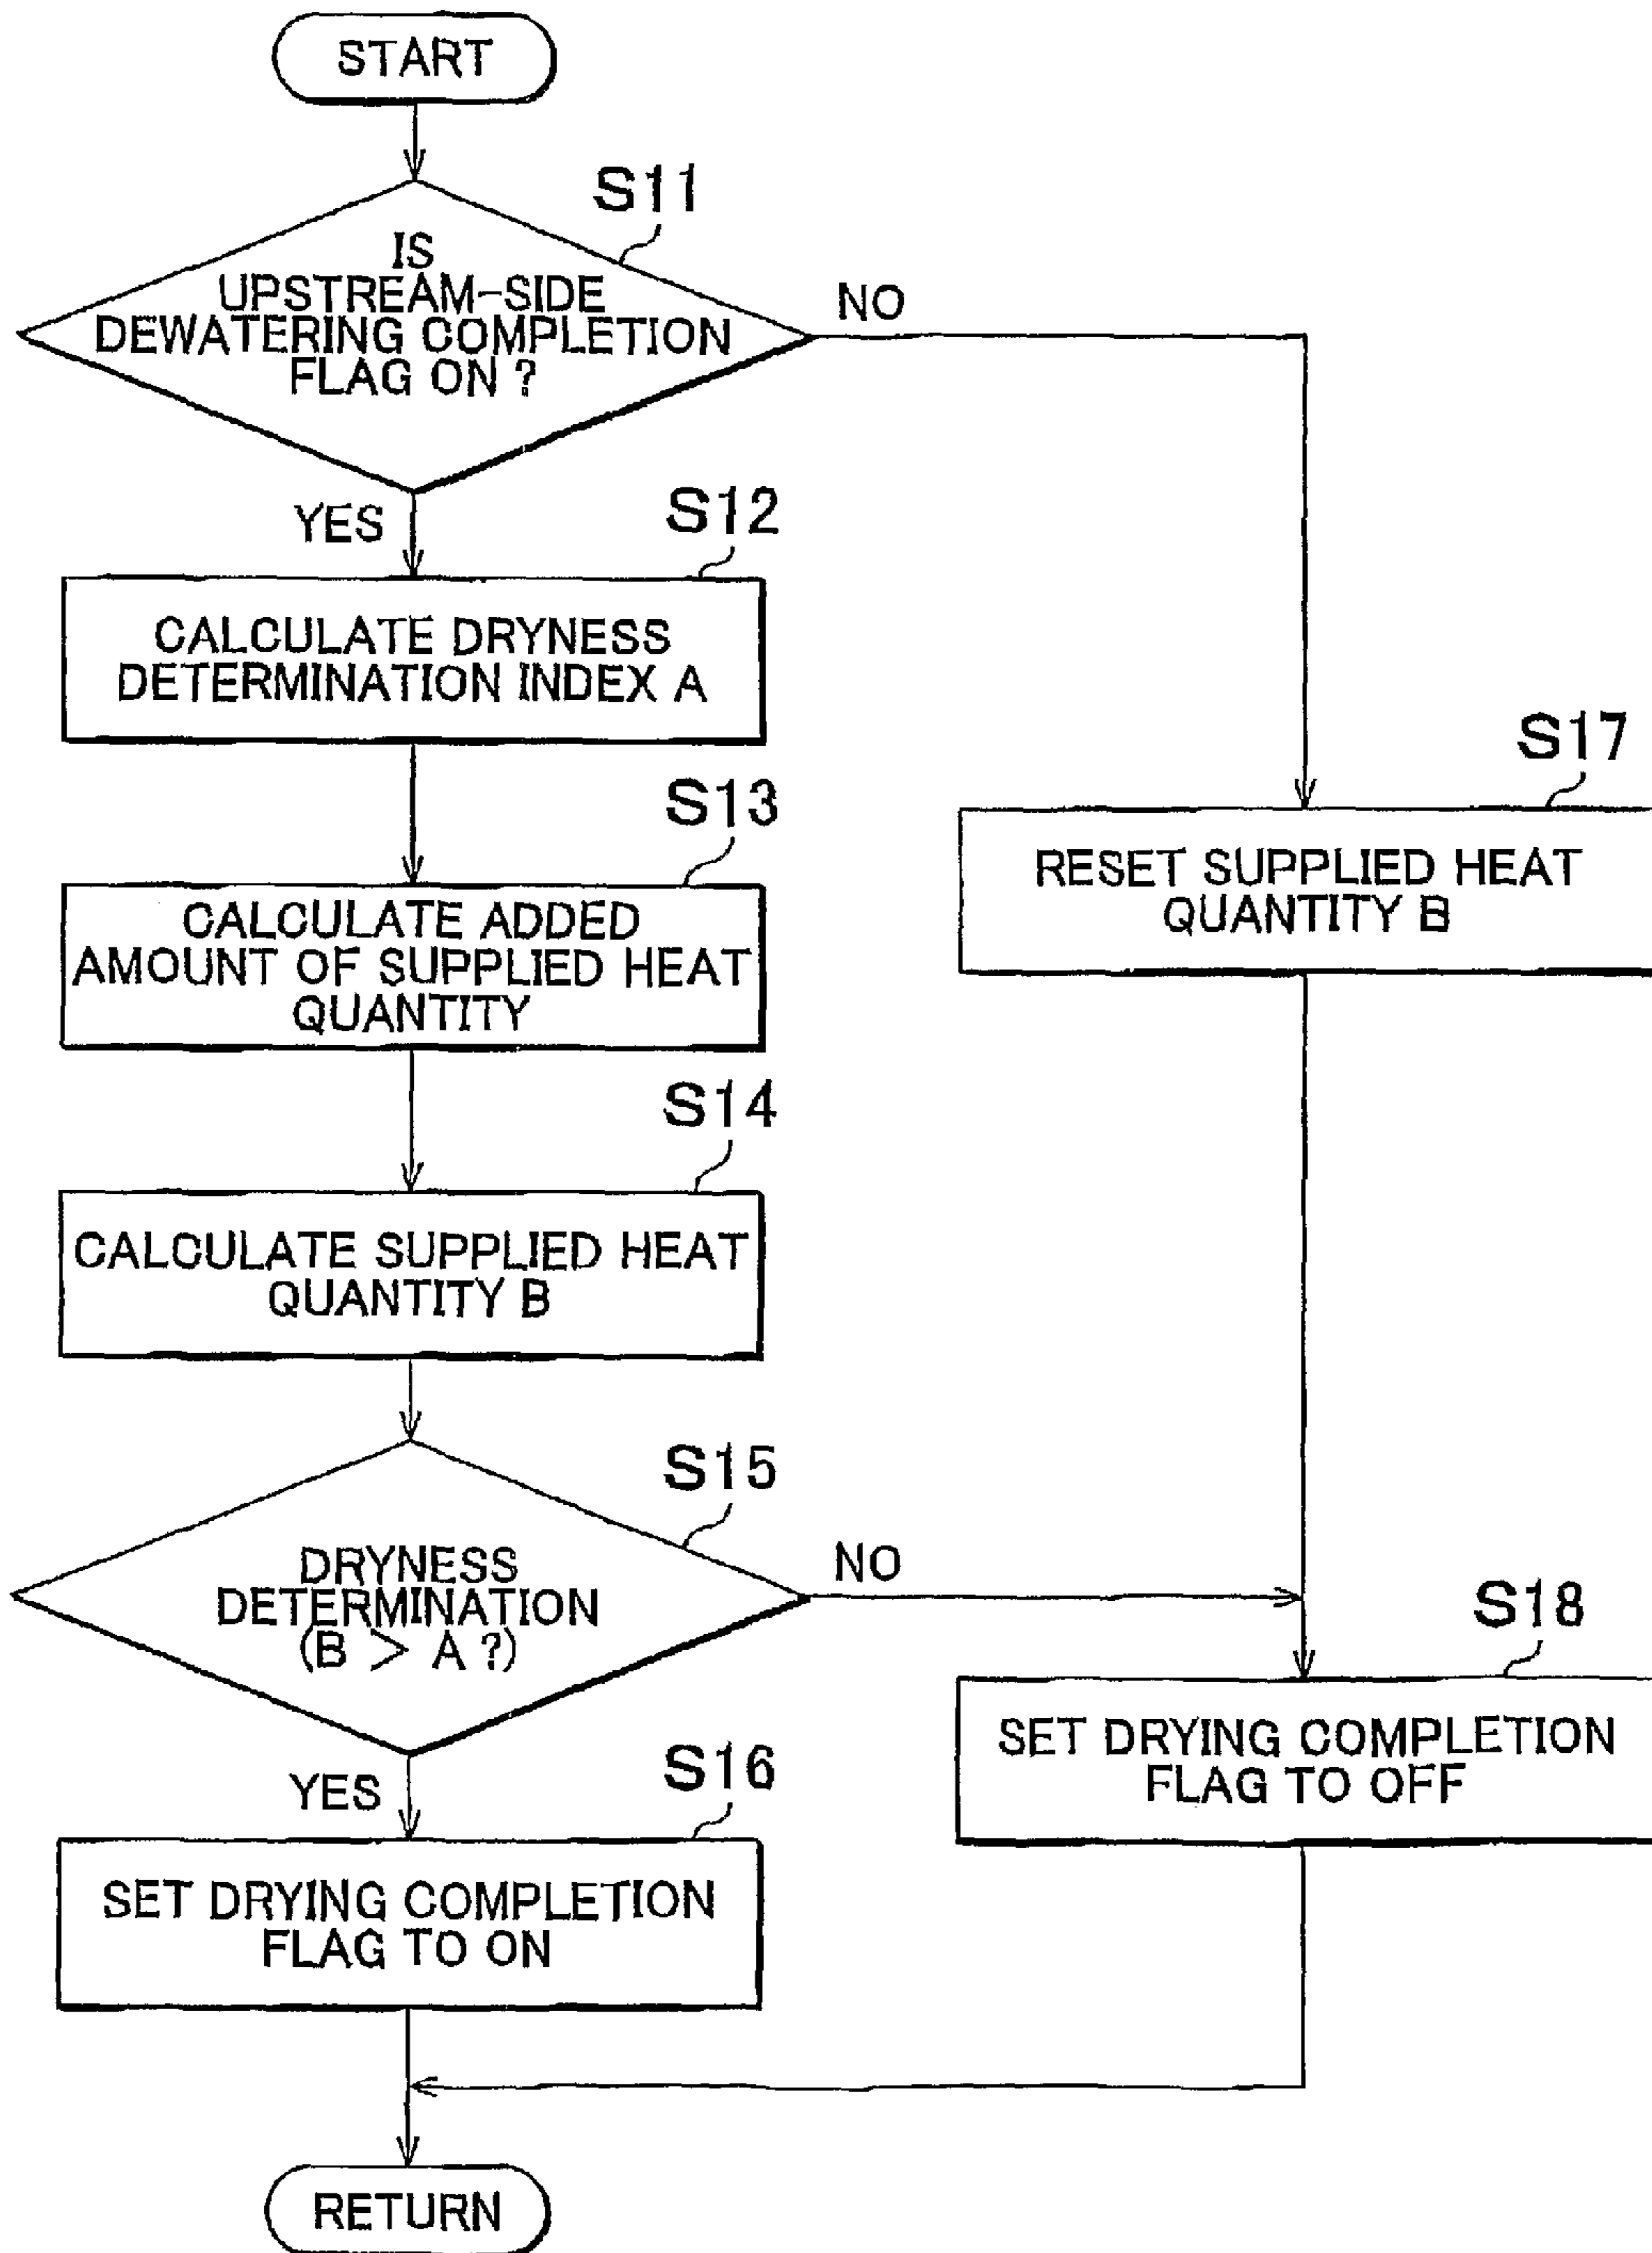 START
S11
IS
UPSTREAM-SIDE
DEWATERING COMPLETION
FLAG ON ?
NO
YES
S12
CALCULATE DRYNESS
DETERMINATION INDEX A
S13
CALCULATE ADDED
AMOUNT OF SUPPLIED HEAT
QUANTITY
S17
RESET SUPPLIED HEAT
QUANTITY B
S14
CALCULATE SUPPLIED HEAT
QUANTITY B
S15
DRYNESS
DETERMINATION
(B > A ?)
NO
YES
S16
SET DRYING COMPLETION
FLAG TO ON
S18
SET DRYING COMPLETION
FLAG TO OFF
RETURN